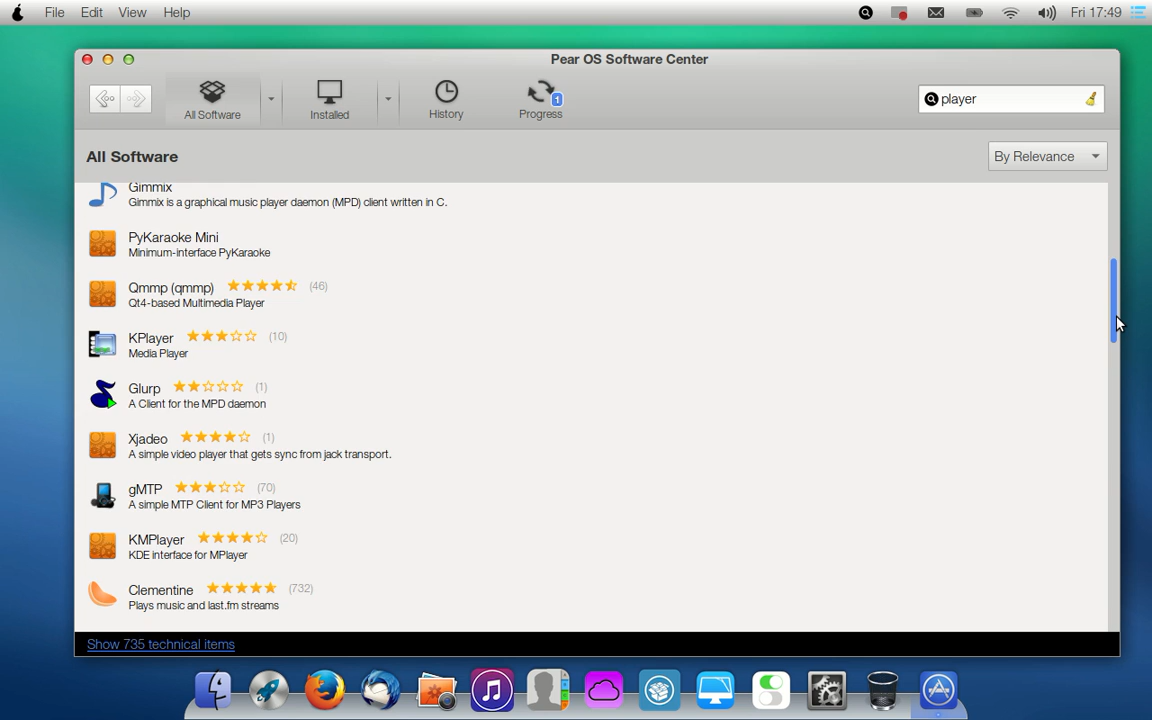 File Edit View Help
Fri 17:49
Pear OS Software Center
All Software
Installed
History
1
Progress
player
All Software
By Relevance
Gimmix
Gimmix is a graphical music player daemon (MPD) client written in C.
PyKaraoke Mini
Minimum-interface PyKaraoke
Qmmp (qmmp) (46)
Qt4-based Multimedia Player
KPlayer (10)
Media Player
Glurp (1)
A Client for the MPD daemon
Xjadeo (1)
A simple video player that gets sync from jack transport.
gMTP (70)
A simple MTP Client for MP3 Players
KMPlayer (20)
KDE interface for MPlayer
Clementine (732)
Plays music and last.fm streams
Show 735 technical items